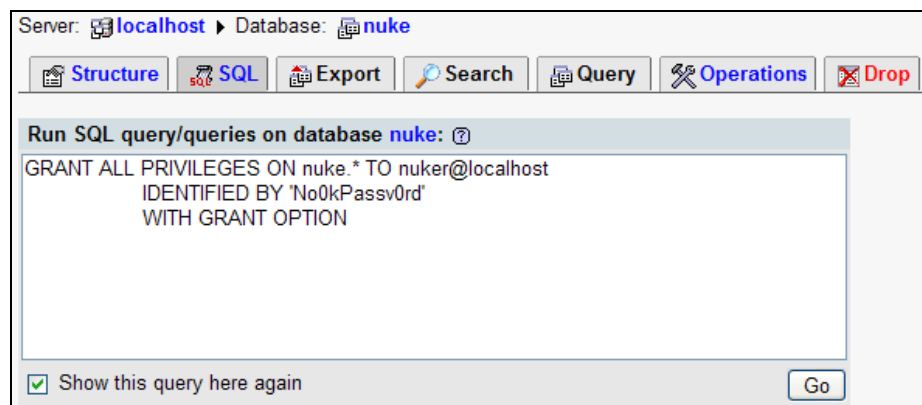 Server: localhost ▸ Database: nuke
Structure SQL Export Search Query Operations Drop
Run SQL query/queries on database nuke:
GRANT ALL PRIVILEGES ON nuke.* TO nuker@localhost
IDENTIFIED BY 'No0kPassv0rd'
WITH GRANT OPTION
Show this query here again Go